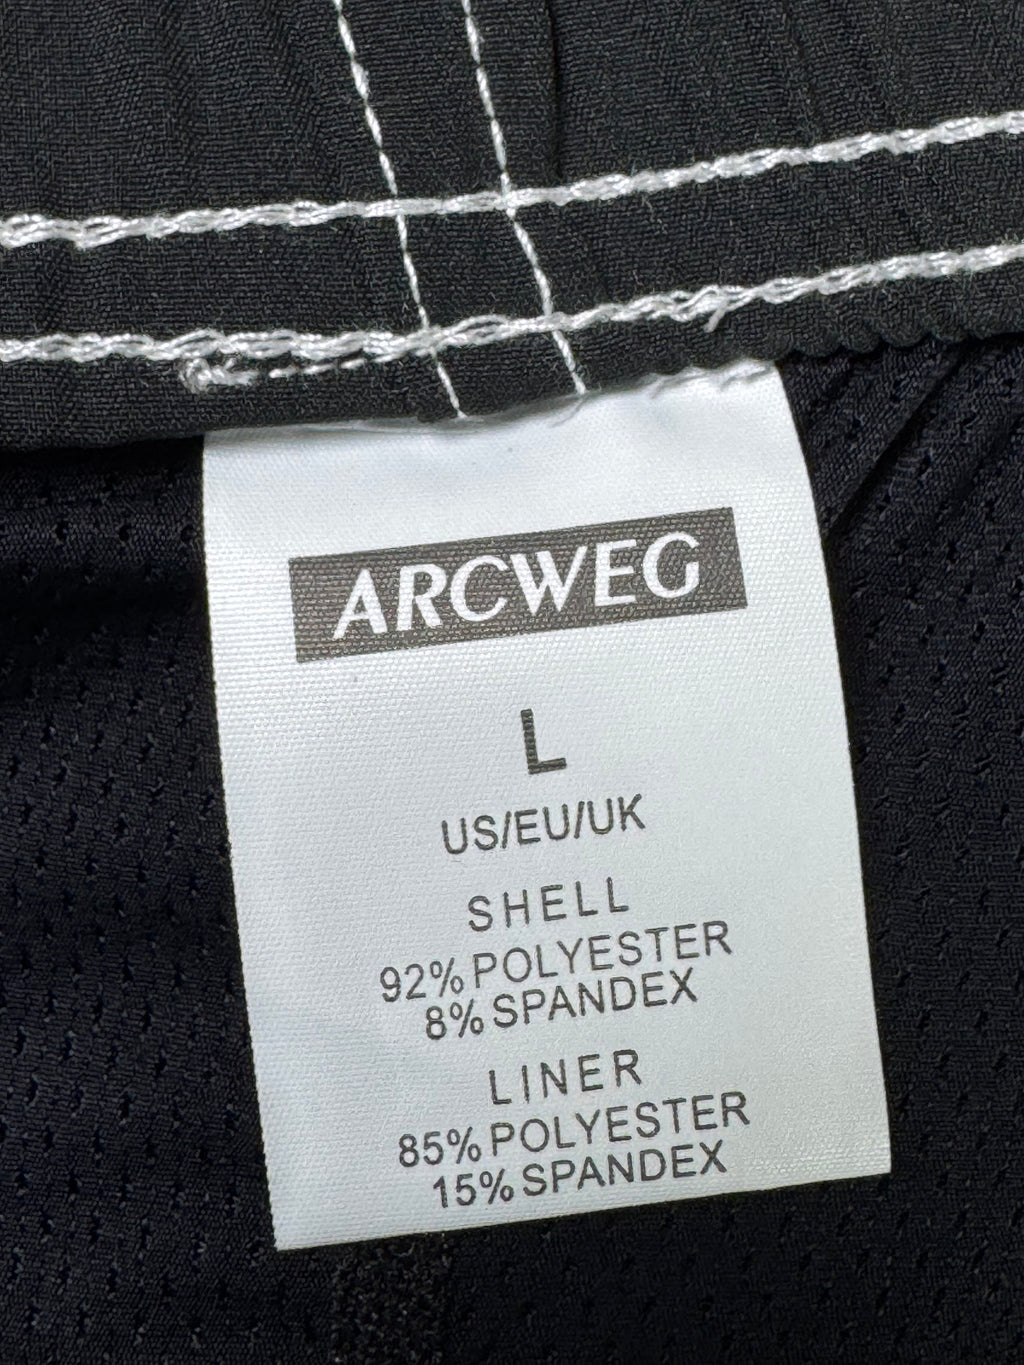 ARCWEG
L
US/EU/UK
SHELL
92% POLYESTER
8% SPANDEX
LINER
85% POLYESTER
15% SPANDEX